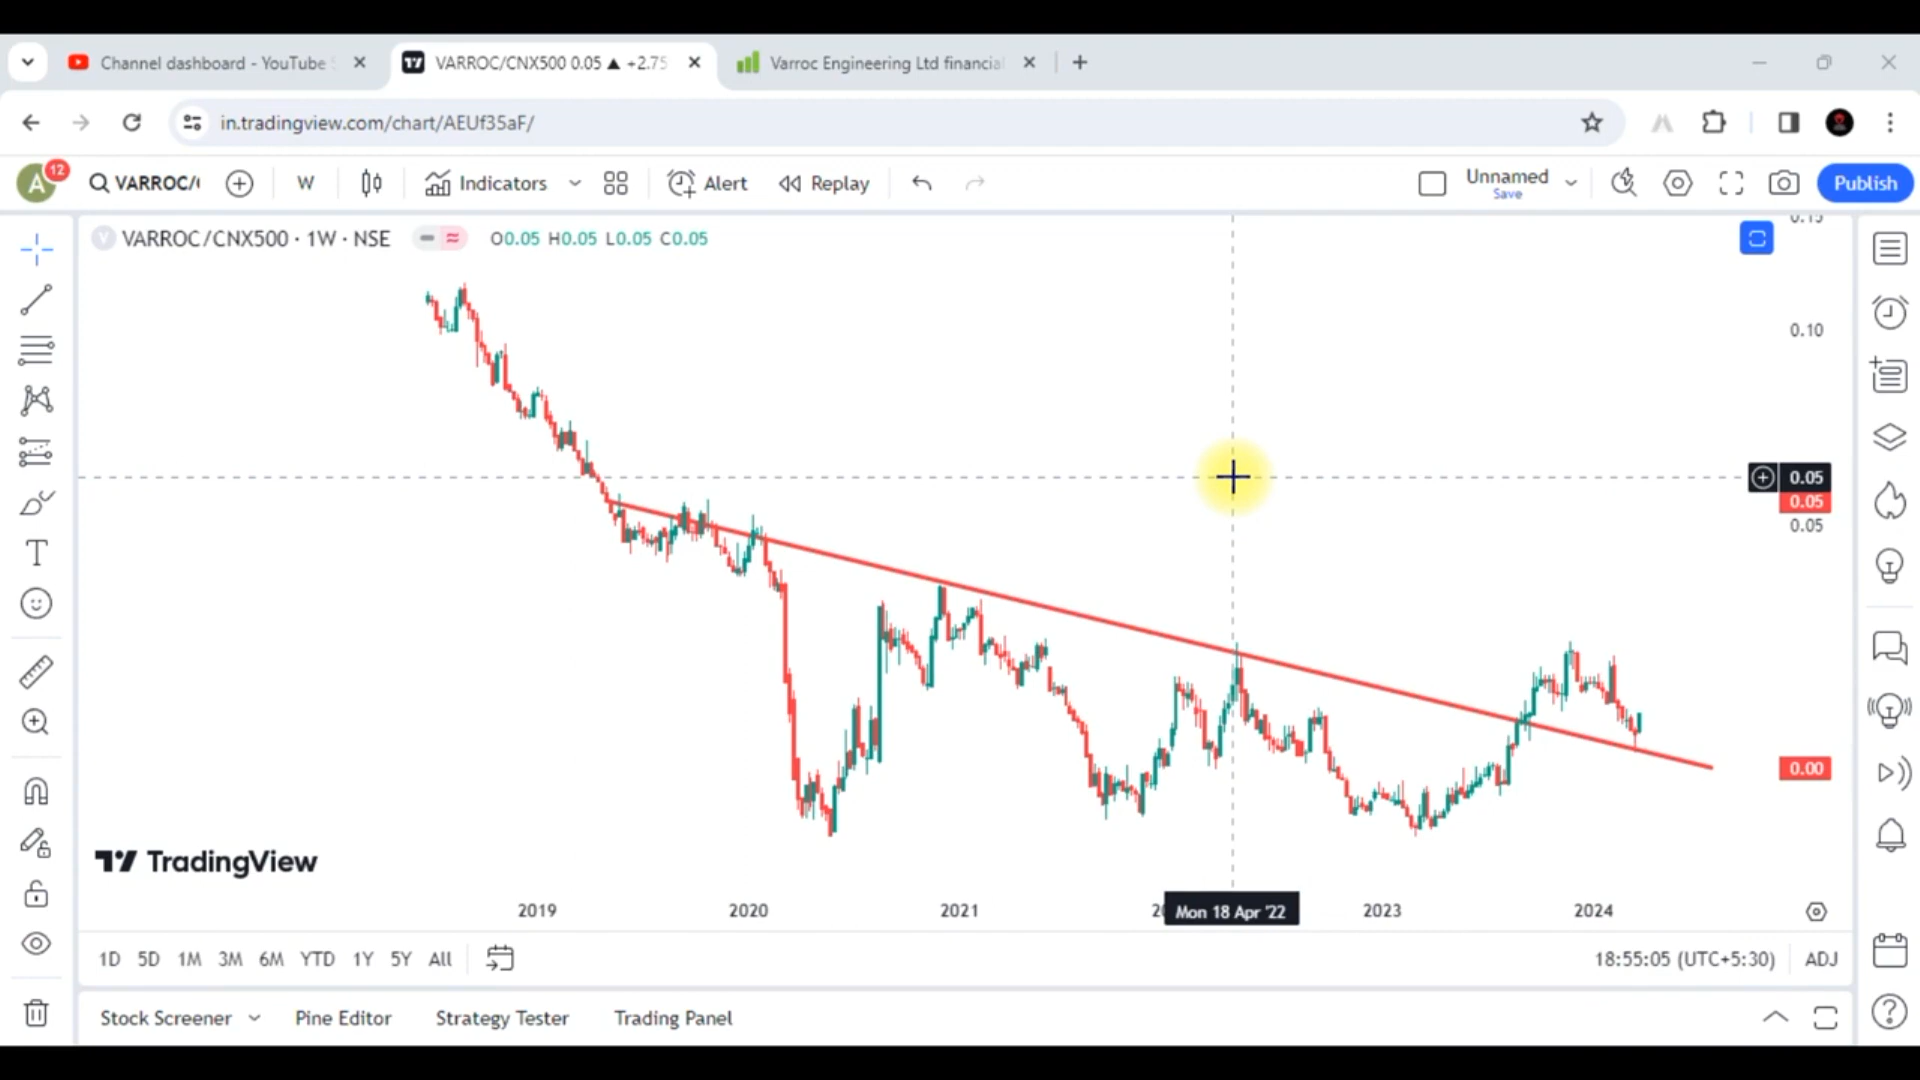 Channel dashboard - YouTube
VARROC/CNX500 0.05 ▲ +2.75
Varroc Engineering Ltd financial
in.tradingview.com/chart/AEUf35aF/
A
12
VARROC/
W
Indicators
Alert
Replay
Unnamed
Save
Publish
VARROC/CNX500 · 1W · NSE
O0.05 H0.05 L0.05 C0.05
0.15
0.10
0.05
0.05
0.05
0.00
TradingView
2019
2020
2021
Mon 18 Apr '22
2023
2024
1D 5D 1M 3M 6M YTD 1Y 5Y All
18:55:05 (UTC+5:30)
ADJ
Stock Screener
Pine Editor
Strategy Tester
Trading Panel